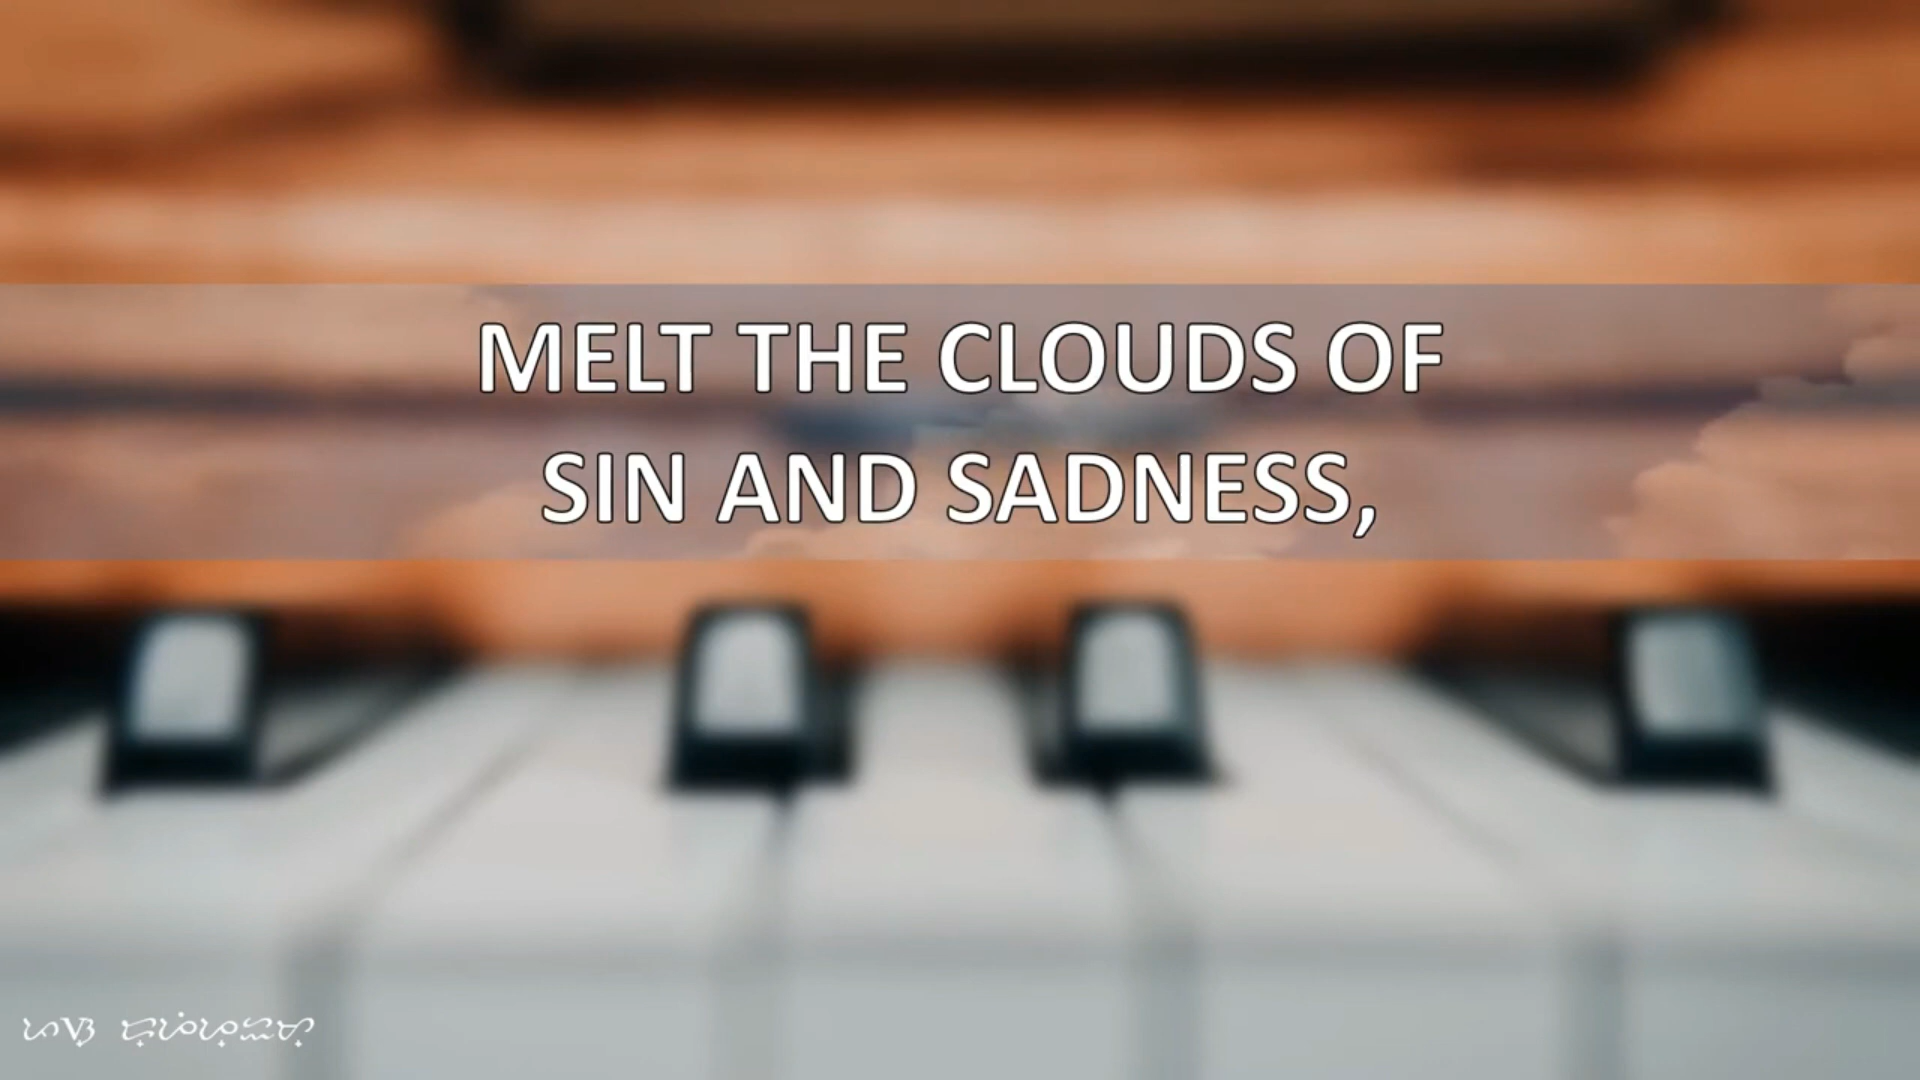 MELT THE CLOUDS OF
SIN AND SADNESS,